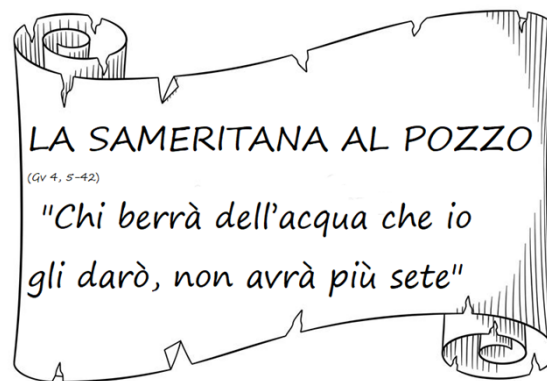 LA SAMERITANA AL POZZO
(Gv 4, 5-42)
"Chi berrà dell'acqua che io
gli darò, non avrà più sete"